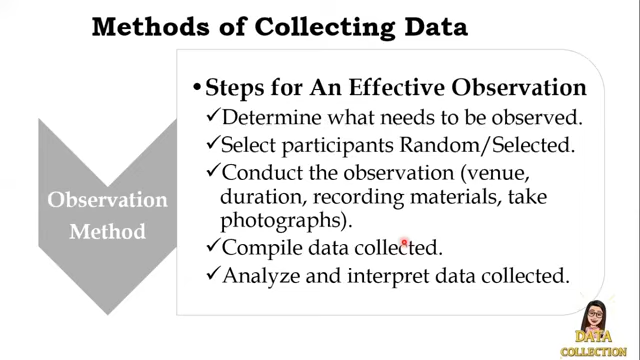 Methods of Collecting Data
•Steps for An Effective Observation
✓Determine what needs to be observed.
✓Select participants Random/Selected.
✓Conduct the observation (venue,
duration, recording materials, take
photographs).
✓Compile data collected.
✓Analyze and interpret data collected.
Observation
Method
DATA
COLLECTION